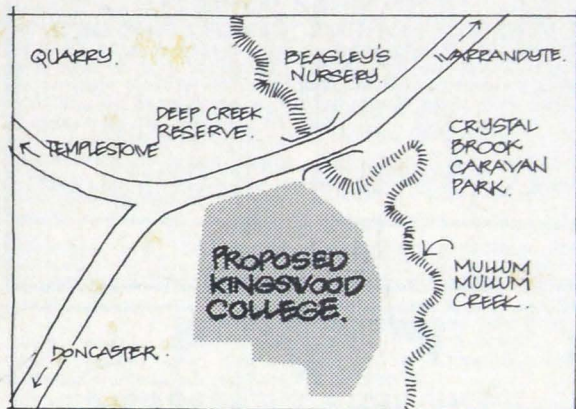 QUARRY.
BEASLEY'S
NURSERY.
WARRANDYTE.
DEEP CREEK
RESERVE.
TEMPLESTOWE
CRYSTAL
BROOK
CARAVAN
PARK.
PROPOSED
KINGSWOOD
COLLEGE.
MULLUM
MULLUM
CREEK.
DONCASTER.